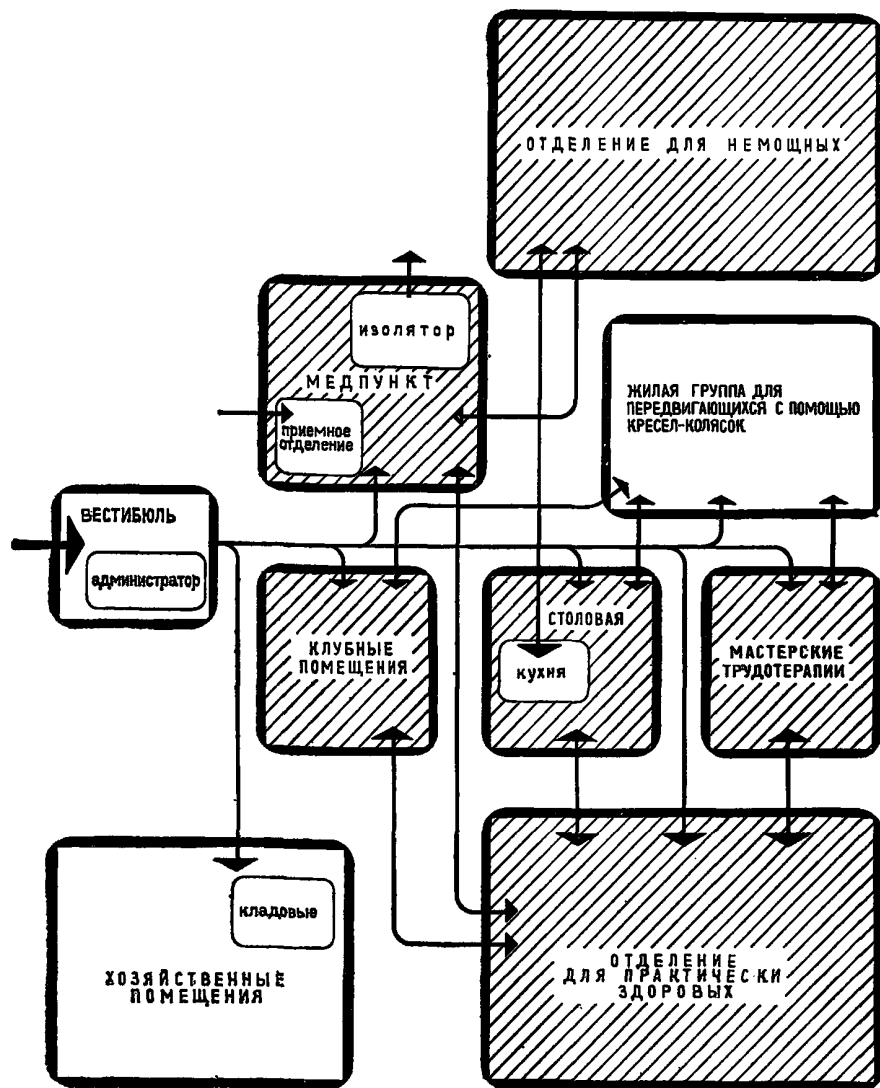 ОТДЕЛЕНИЕ ДЛЯ НЕМОЩНЫХ
изолятор
МЕДПУНКТ
приемное
отделение
ЖИЛАЯ ГРУППА ДЛЯ
ПЕРЕДВИГАЮЩИХСЯ С ПОМОЩЬЮ
КРЕСЕЛ-КОЛЯСОК
ВЕСТИБЮЛЬ
администратор
КЛУБНЫЕ
ПОМЕЩЕНИЯ
СТОЛОВАЯ
кухня
МАСТЕРСКИЕ
ТРУДОТЕРАПИИ
кладовые
ХОЗЯЙСТВЕННЫЕ
ПОМЕЩЕНИЯ
ОТДЕЛЕНИЕ
ДЛЯ ПРАКТИЧЕСКИ
ЗДОРОВЫХ